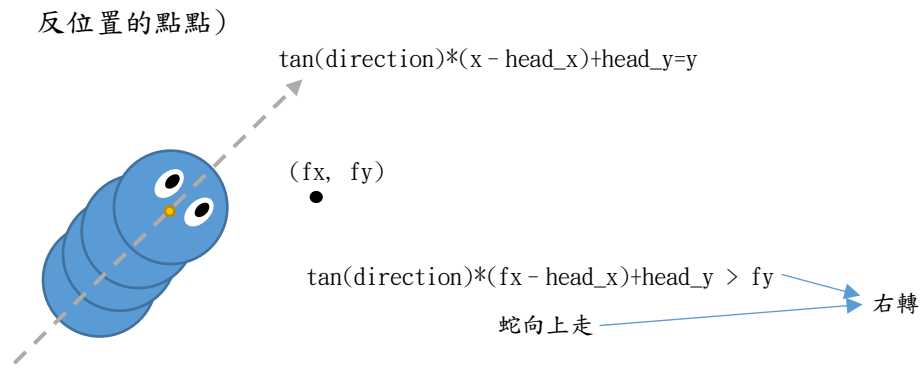 反位置的點點)
tan(direction)*(x-head_x)+head_y=y
(fx, fy)
tan(direction)*(fx-head_x)+head_y > fy
右轉
蛇向上走